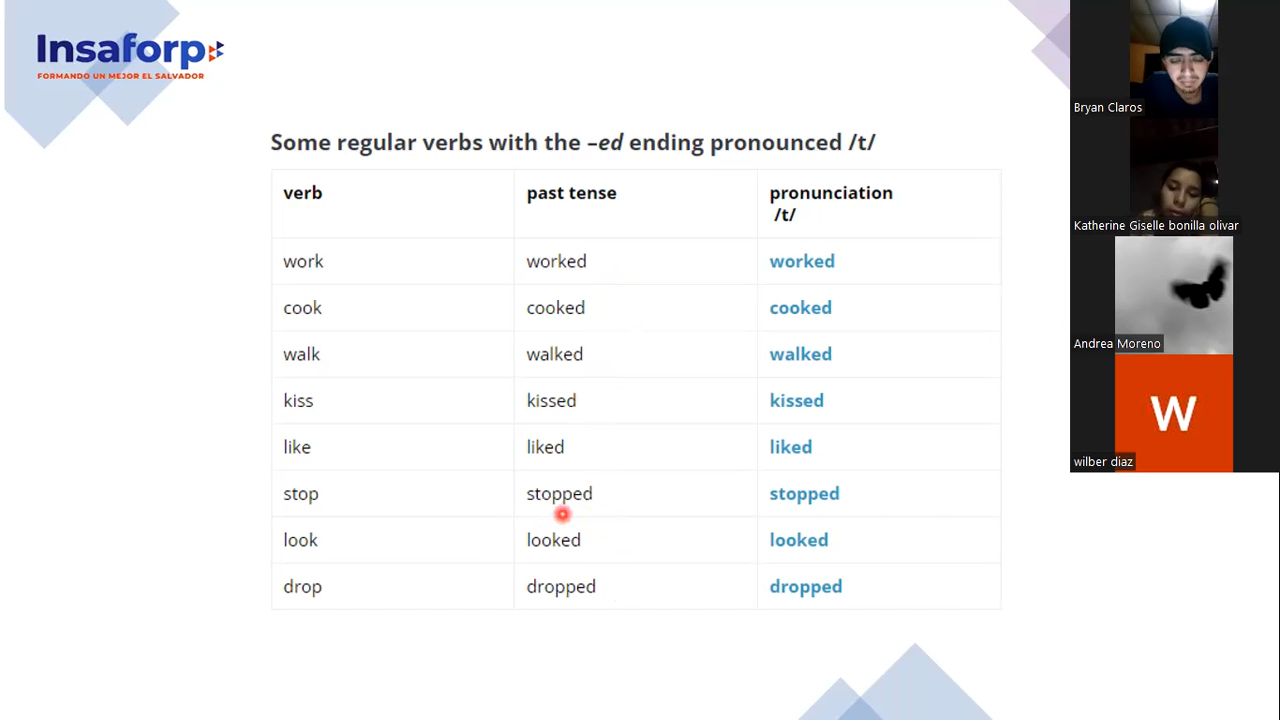 Insaforp
FORMANDO UN MEJOR EL SALVADOR
Some regular verbs with the –ed ending pronounced /t/
verb past tense pronunciation
/t/
work worked worked
cook cooked cooked
walk walked walked
kiss kissed kissed
like liked liked
stop stopped stopped
look looked looked
drop dropped dropped
Bryan Claros
Katherine Giselle bonilla olivar
Andrea Moreno
W
wilber diaz